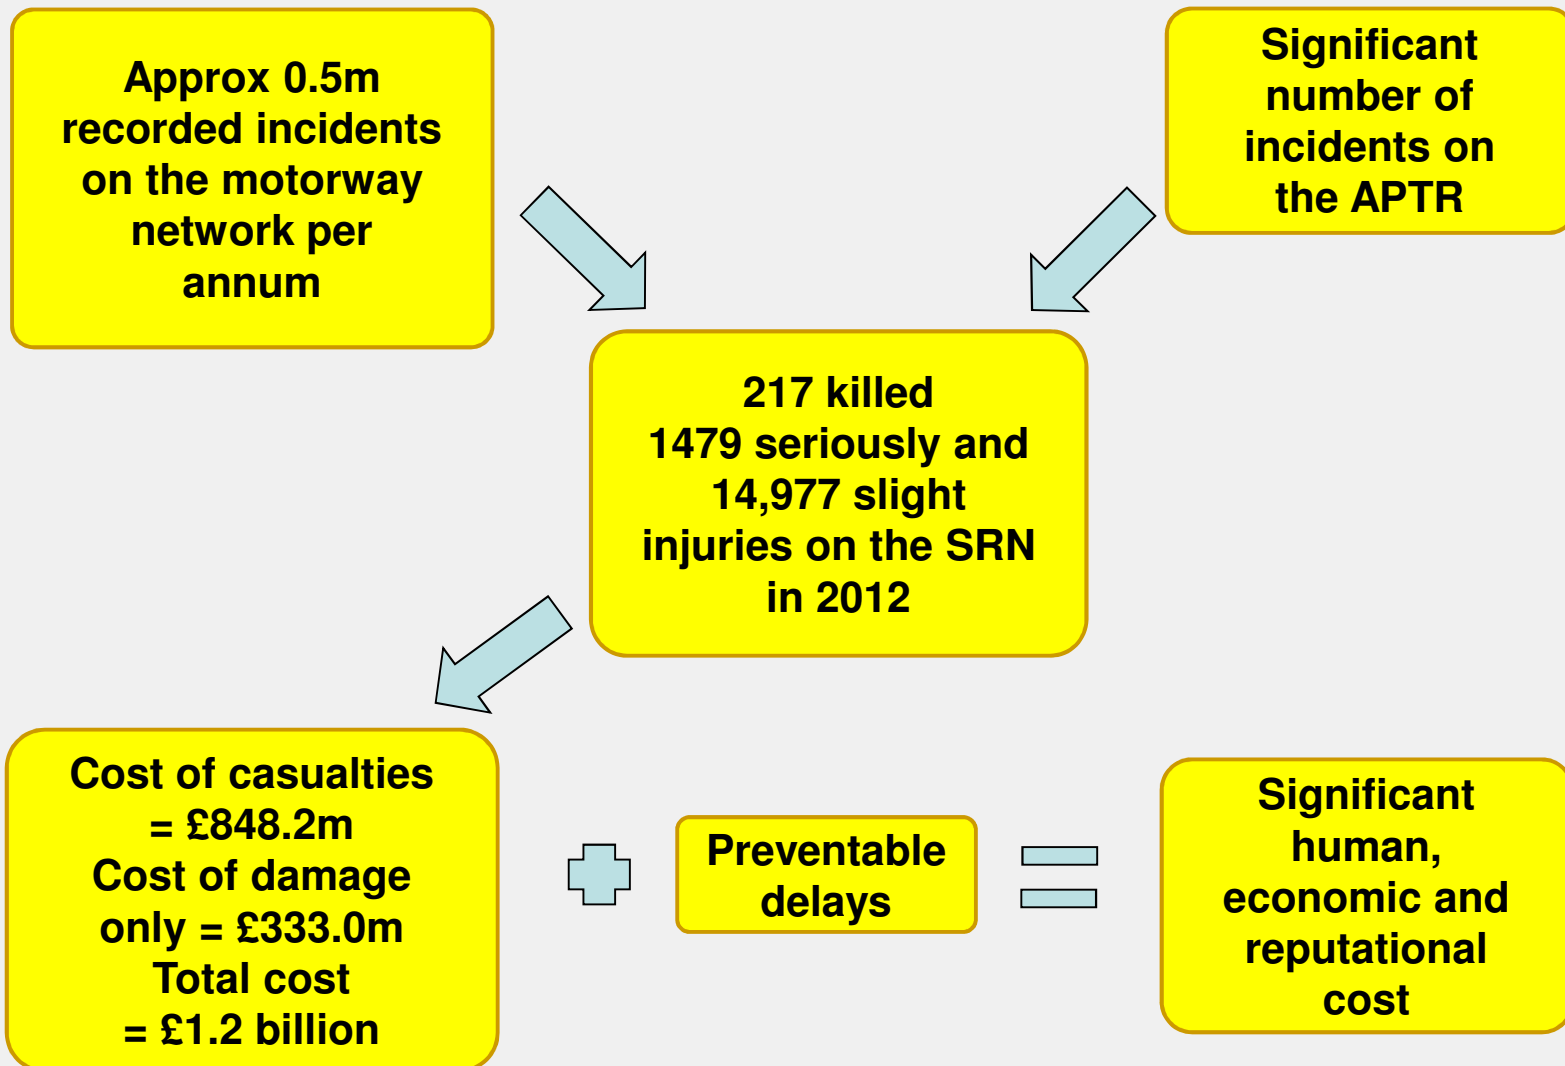 Approx 0.5m
recorded incidents
on the motorway
network per
annum
Significant
number of
incidents on
the APTR
217 killed
1479 seriously and
14,977 slight
injuries on the SRN
in 2012
Cost of casualties
= £848.2m
Cost of damage
only = £333.0m
Total cost
= £1.2 billion
Preventable
delays
Significant
human,
economic and
reputational
cost